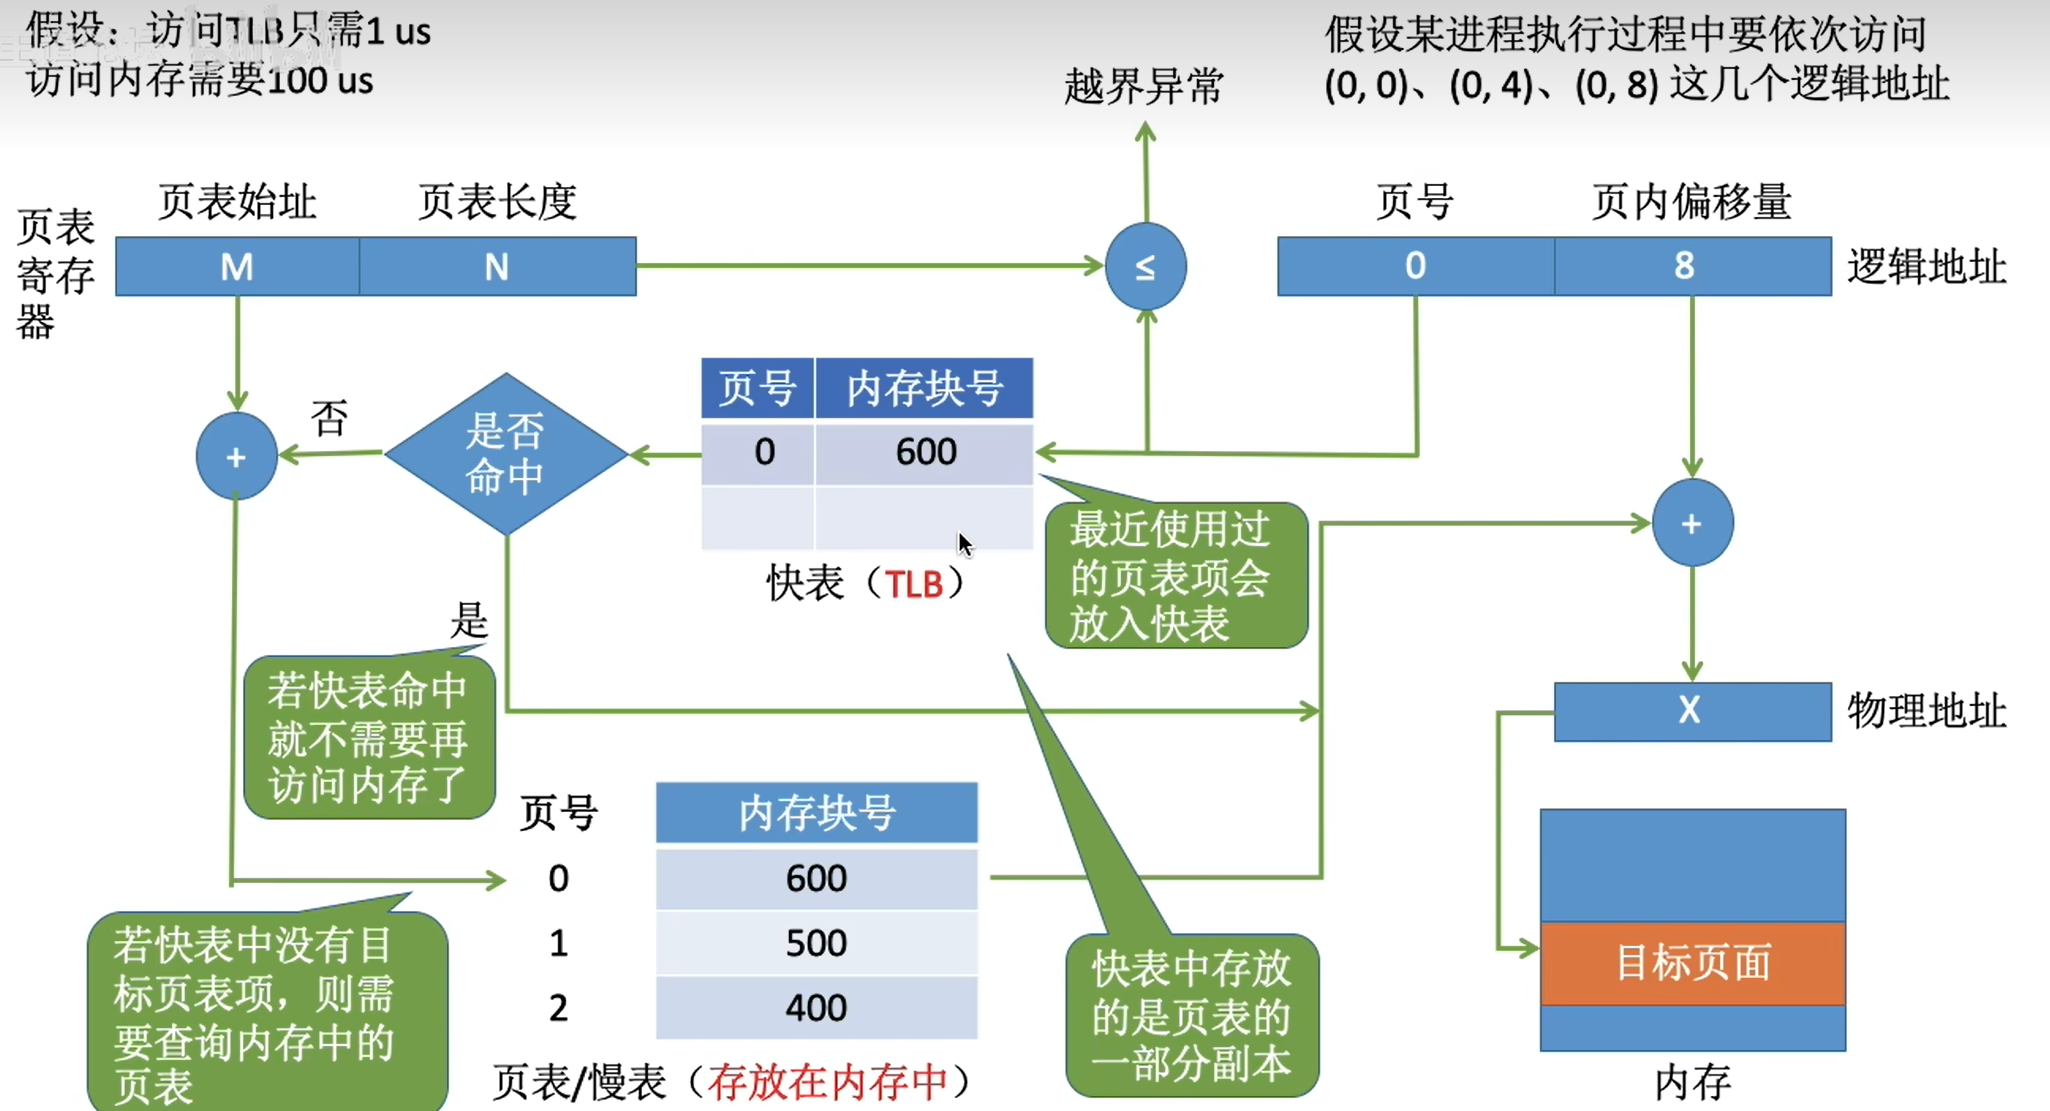 假设：访问TLB只需1 us
访问内存需要100 us
假设某进程执行过程中要依次访问
(0, 0)、(0, 4)、(0, 8) 这几个逻辑地址
越界异常
页表
寄存
器
页表始址
页表长度
M
N
≤
页号
页内偏移量
0
8
逻辑地址
+
否
是否
命中
页号
内存块号
0
600
快表（TLB）
最近使用过
的页表项会
放入快表
+
是
若快表命中
就不需要再
访问内存了
X
物理地址
页号
内存块号
0
600
1
500
2
400
页表/慢表（存放在内存中）
若快表中没有目
标页表项，则需
要查询内存中的
页表
快表中存放
的是页表的
一部分副本
目标页面
内存